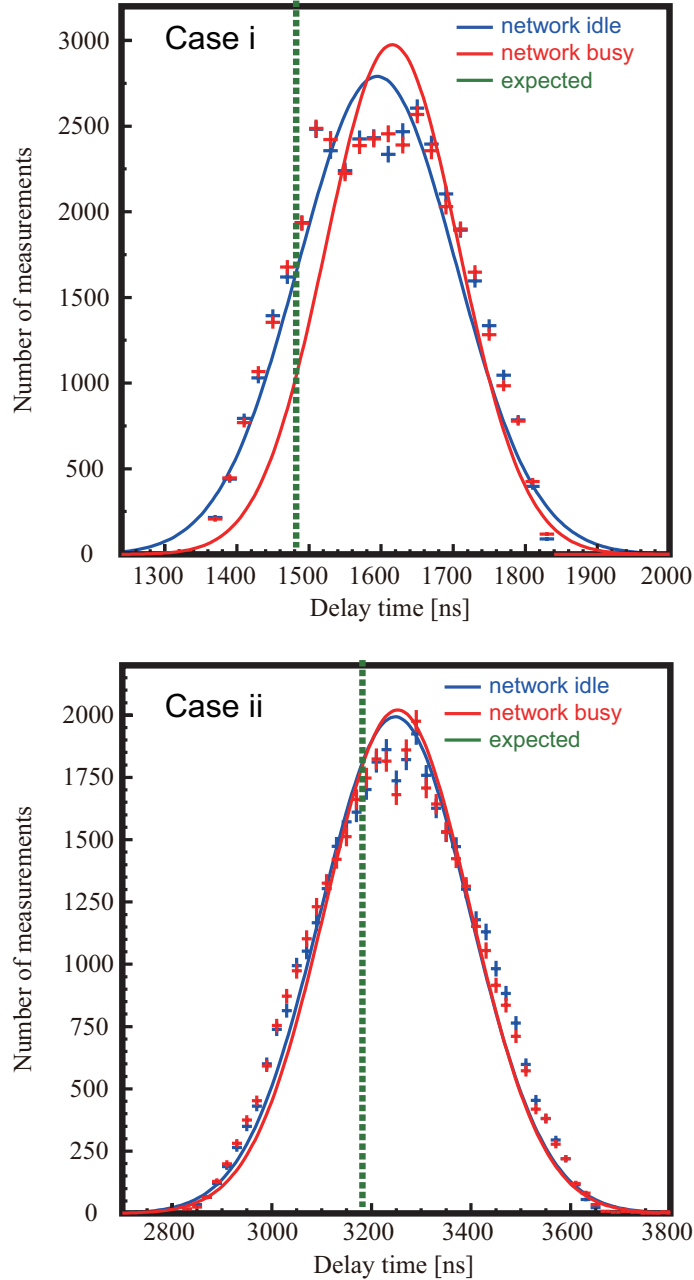 Case i
network idle
network busy
expected
Number of measurements
3000
2500
2000
1500
1000
500
0
1300 1400 1500 1600 1700 1800 1900 2000
Delay time [ns]
Case ii
network idle
network busy
expected
Number of measurements
2000
1750
1500
1250
1000
750
500
250
0
2800 3000 3200 3400 3600 3800
Delay time [ns]